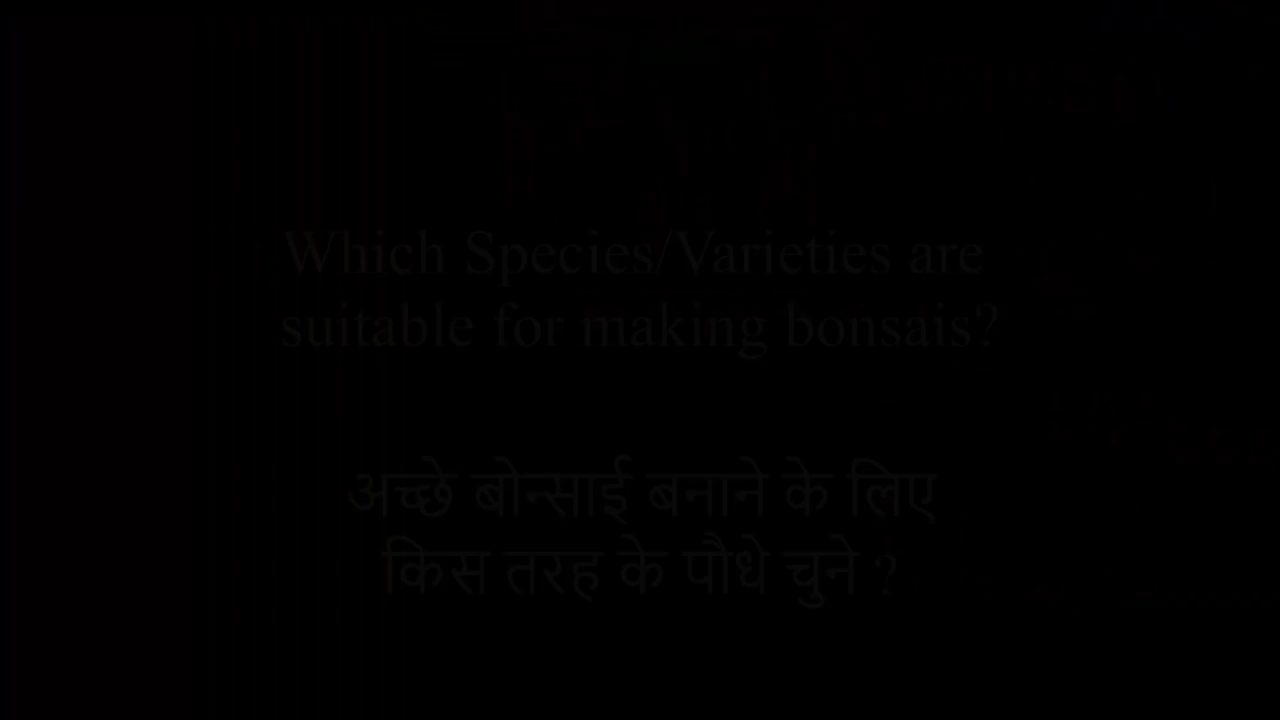 Which Species/Varieties are
suitable for making bonsais?
अच्छे बोन्साई बनाने के लिए
किस तरह के पौधे चुने ?